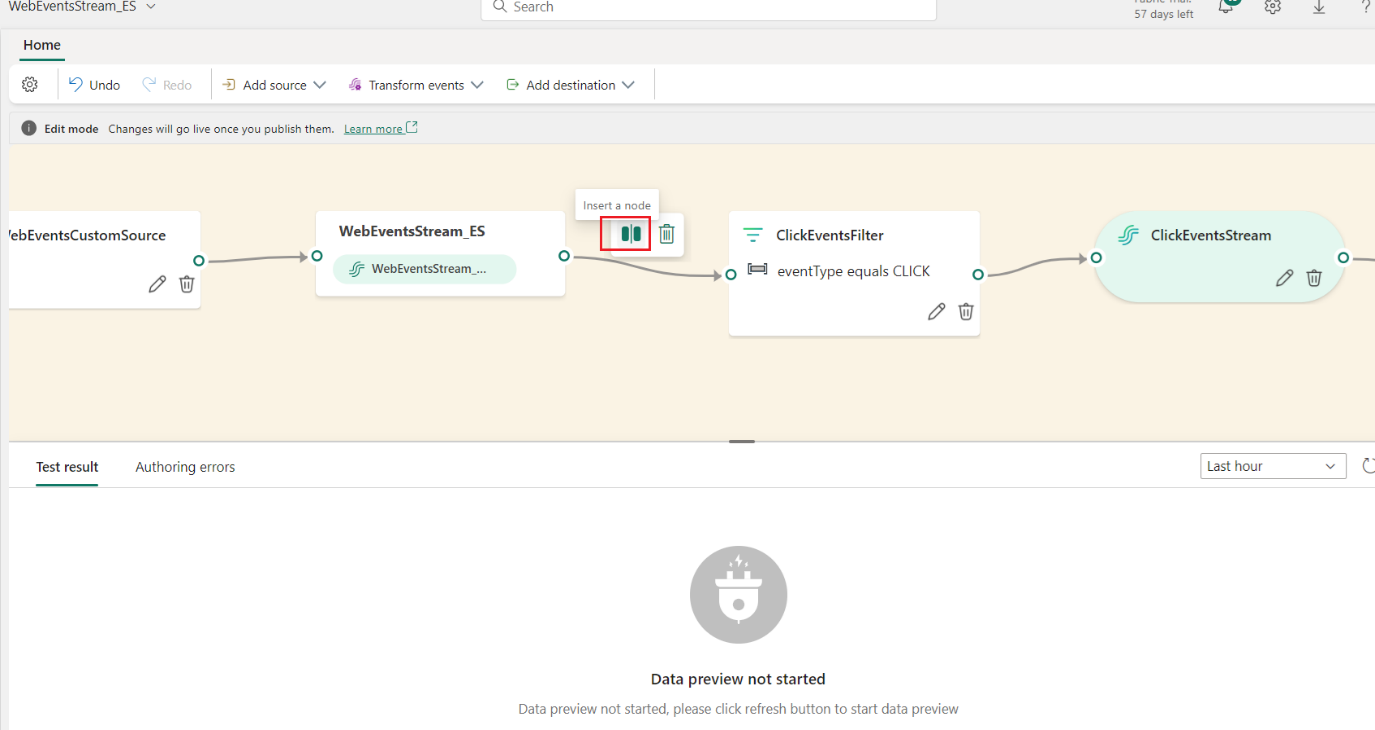 WebEventsStream_ES
Search
Fabric Trial:
57 days left
?
Home
Undo
Redo
Add source
Transform events
Add destination
Edit mode Changes will go live once you publish them. Learn more
Insert a node
ebEventsCustomSource
WebEventsStream_ES
WebEventsStream_...
ClickEventsFilter
eventType equals CLICK
ClickEventsStream
Test result
Authoring errors
Last hour
Data preview not started
Data preview not started, please click refresh button to start data preview